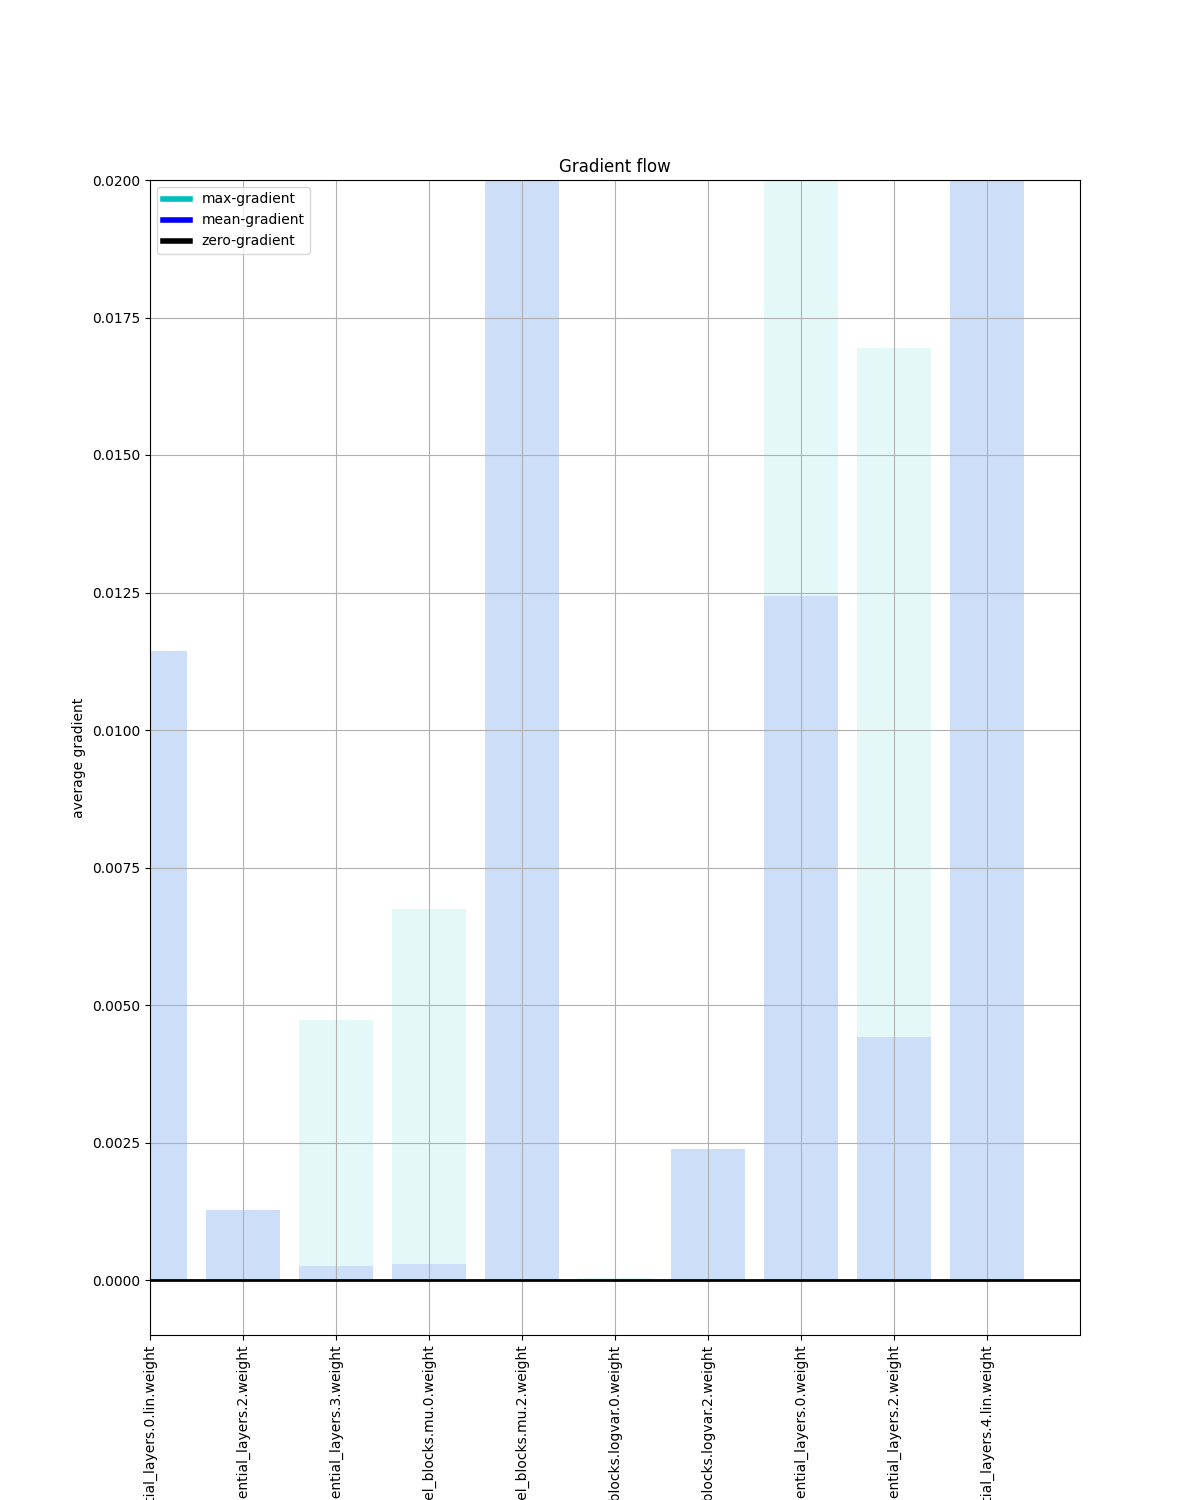 Gradient flow
max-gradient
mean-gradient
zero-gradient
average gradient
0.0200
0.0175
0.0150
0.0125
0.0100
0.0075
0.0050
0.0025
0.0000
tial_layers.0.lin.weight
ential_layers.2.weight
ential_layers.3.weight
el_blocks.mu.0.weight
el_blocks.mu.2.weight
blocks.logvar.0.weight
blocks.logvar.2.weight
ential_layers.0.weight
ential_layers.2.weight
tial_layers.4.lin.weight